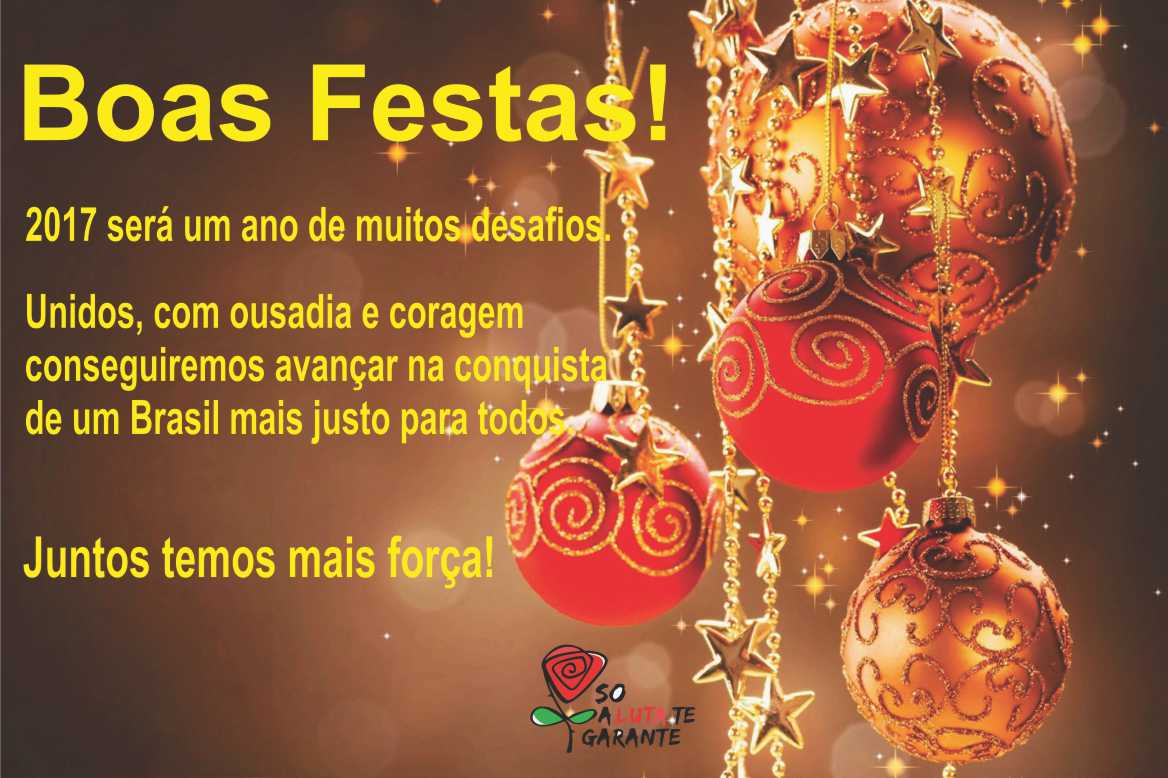 Boas Festas!
2017 será um ano de muitos desafios.
Unidos, com ousadia e coragem
conseguiremos avançar na conquista
de um Brasil mais justo para todos.
Juntos temos mais força!
SO
A LUTA TE
GARANTE